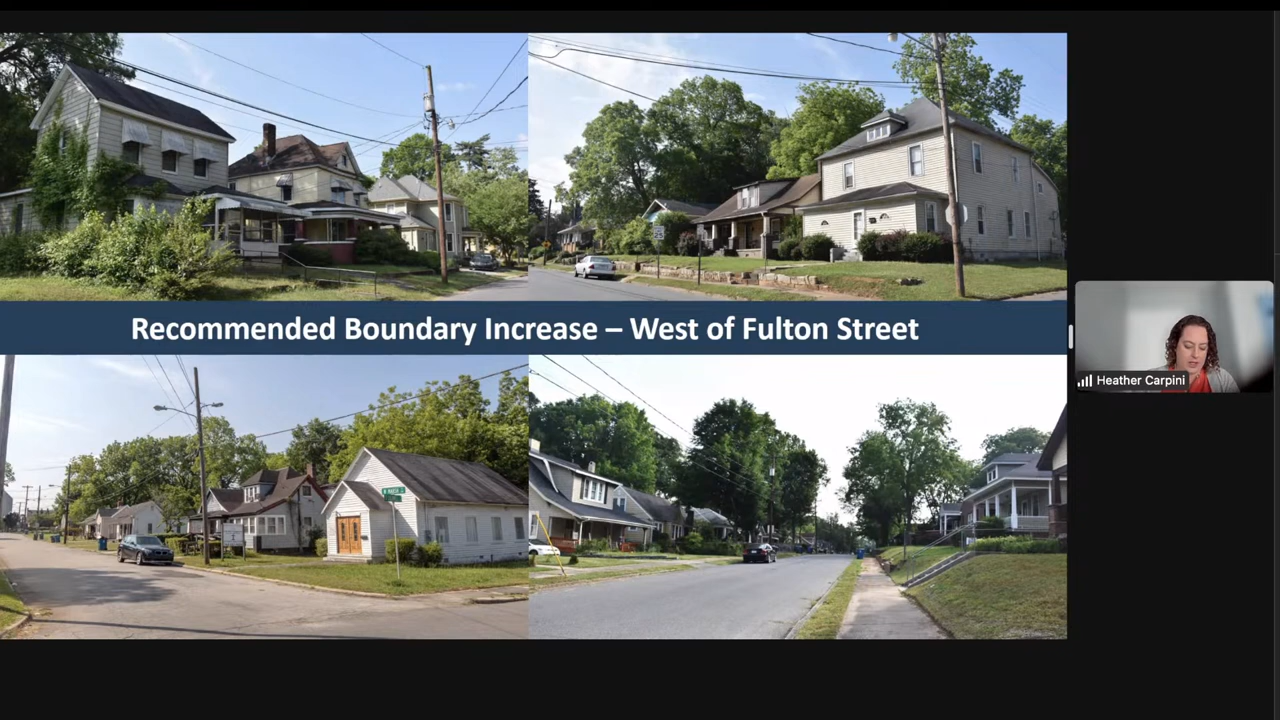 Recommended Boundary Increase – West of Fulton Street
Heather Carpini